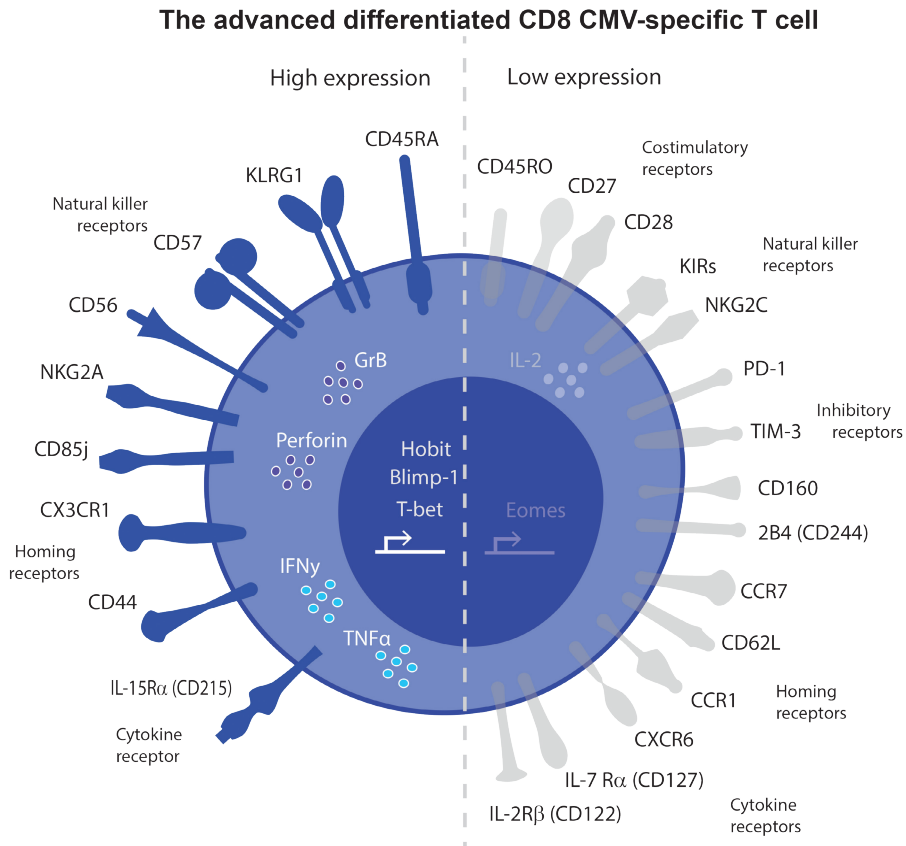 The advanced differentiated CD8 CMV-specific T cell
High expression
Low expression
CD45RA
KLRG1
Natural killer
receptors
CD57
CD56
NKG2A
CD85j
CX3CR1
Homing
receptors
CD44
IL-15Rα (CD215)
Cytokine
receptor
GrB
Perforin
IFNy
TNFα
Hobit
Blimp-1
T-bet
Eomes
IL-2
CD45RO
Costimulatory
receptors
CD27
CD28
Natural killer
receptors
KIRs
NKG2C
PD-1
Inhibitory
receptors
TIM-3
CD160
2B4 (CD244)
CCR7
CD62L
CCR1
Homing
receptors
CXCR6
IL-7 Rα (CD127)
IL-2Rβ (CD122)
Cytokine
receptors